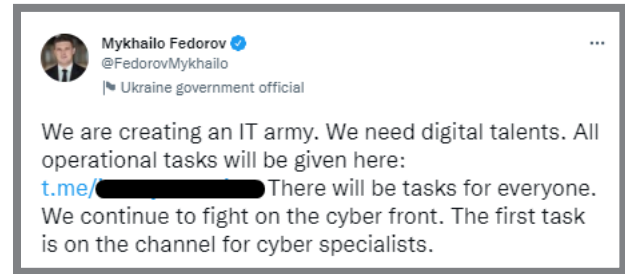 Mykhailo Fedorov
@FedorovMykhailo
Ukraine government official
We are creating an IT army. We need digital talents. All
operational tasks will be given here:
t.me/ There will be tasks for everyone.
We continue to fight on the cyber front. The first task
is on the channel for cyber specialists.